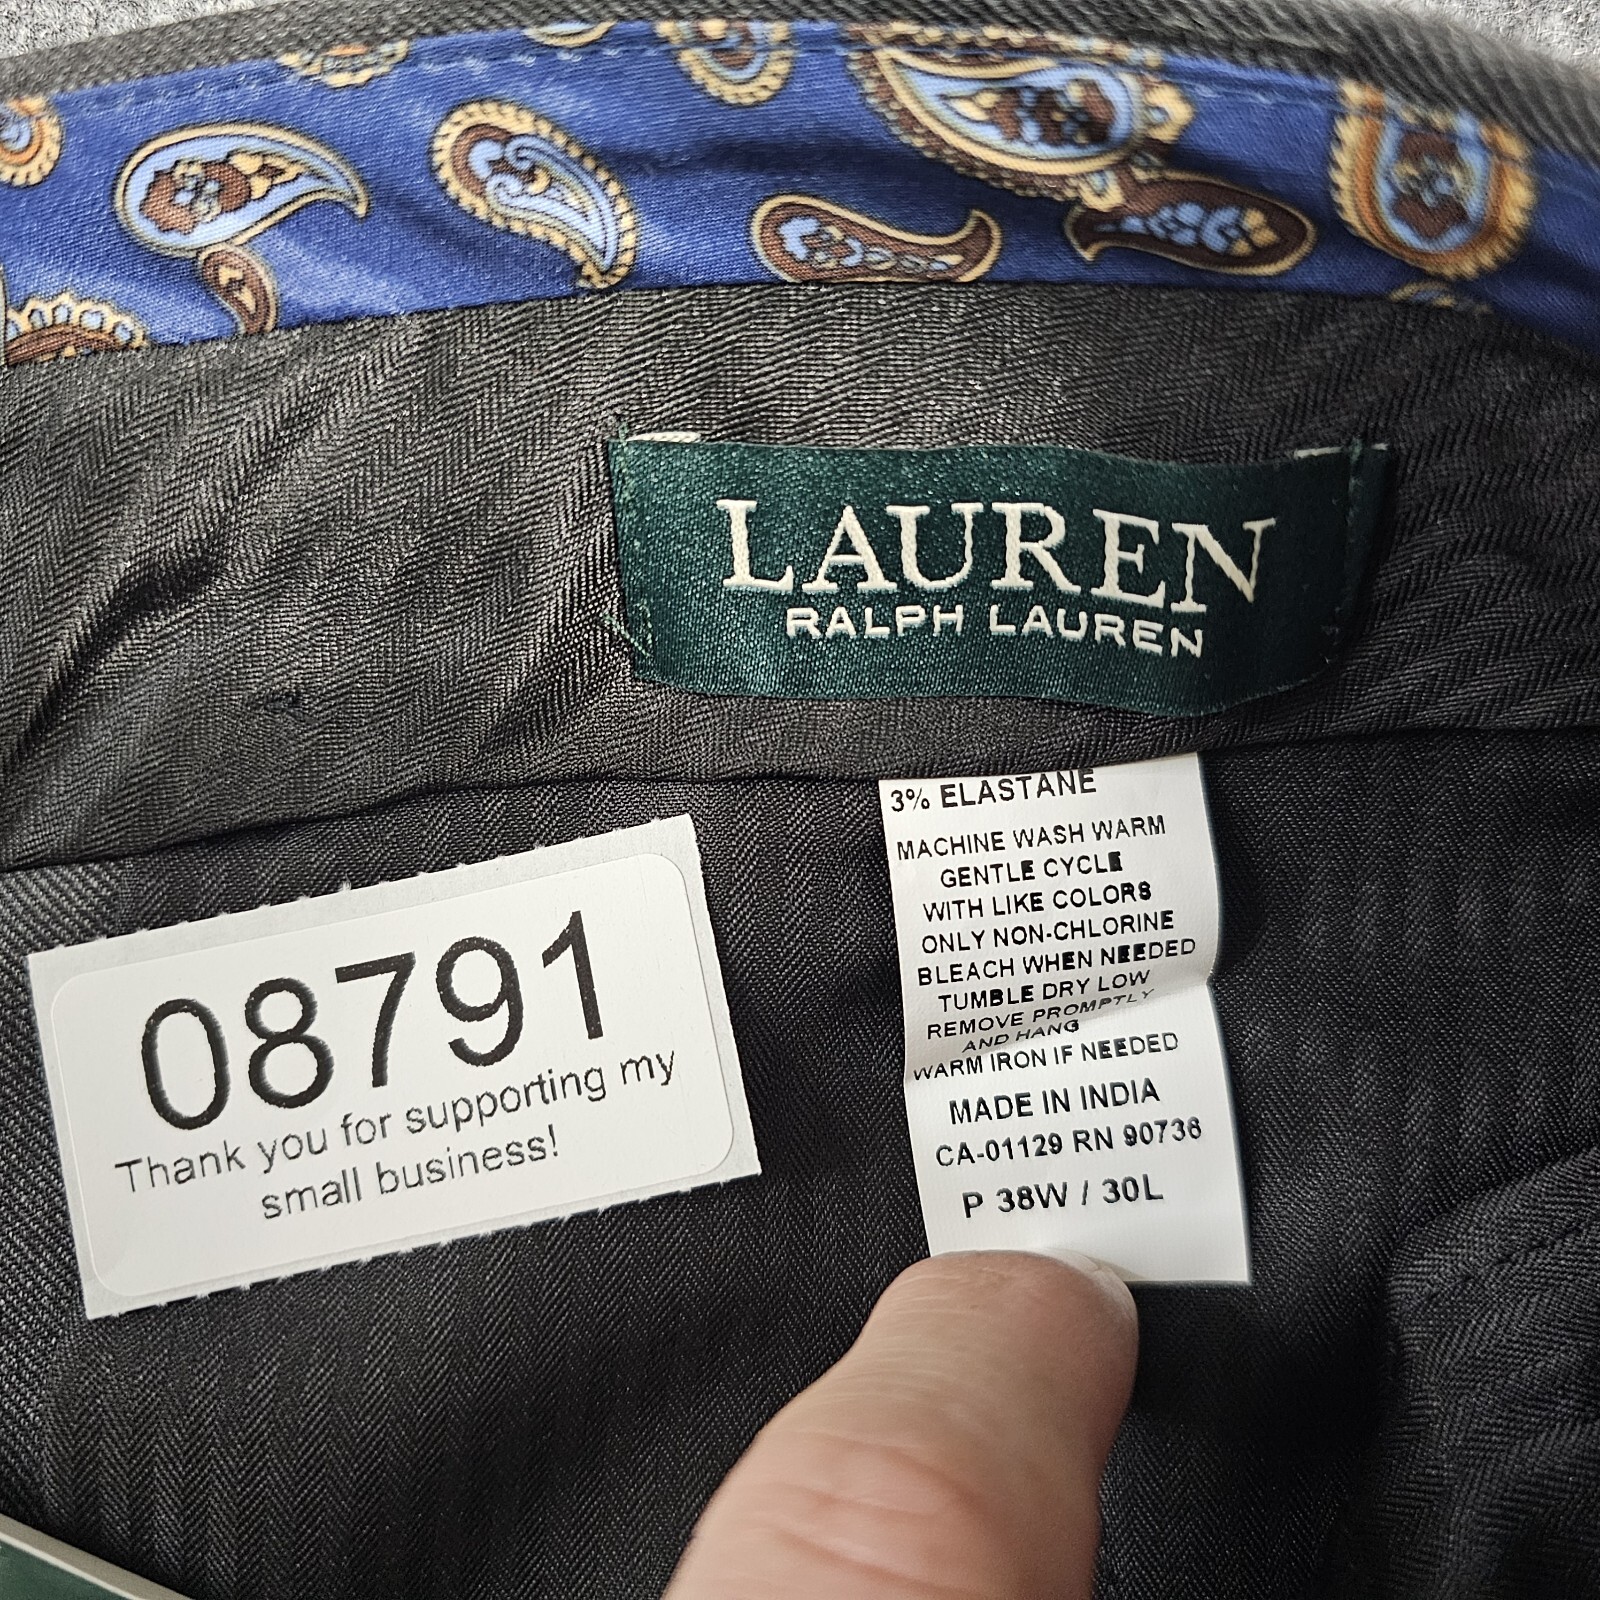 LAUREN
RALPH LAUREN
3% ELASTANE
MACHINE WASH WARM
GENTLE CYCLE
WITH LIKE COLORS
ONLY NON-CHLORINE
BLEACH WHEN NEEDED
TUMBLE DRY LOW
REMOVE PROMPTLY
AND HANG
WARM IRON IF NEEDED
MADE IN INDIA
CA-01129 RN 90736
P 38W / 30L
08791
Thank you for supporting my
small business!